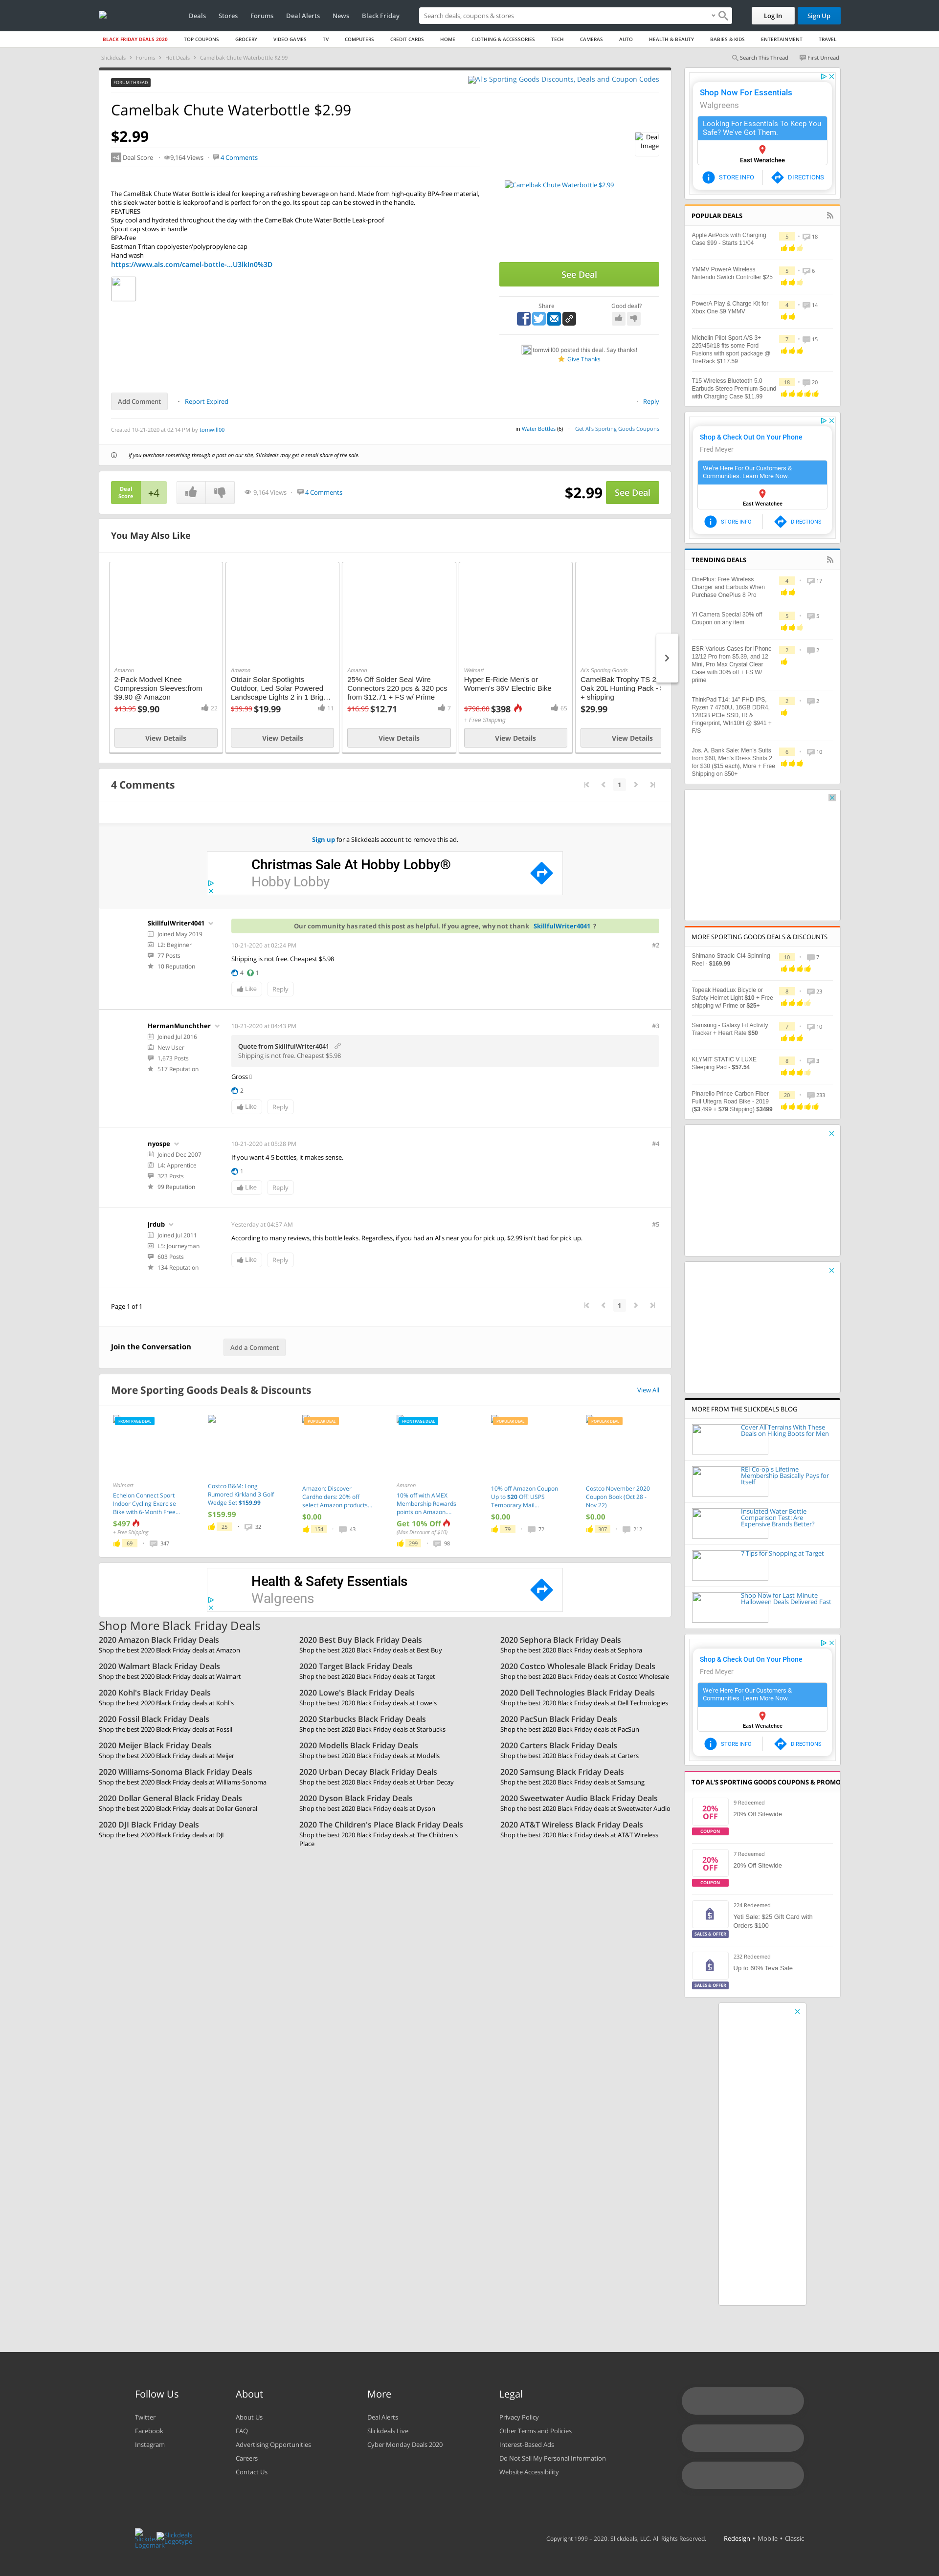 Deals Stores Forums Deal Alerts News Black Friday Search deals, coupons & stores Log In Sign Up
BLACK FRIDAY DEALS 2020 TOP COUPONS GROCERY VIDEO GAMES TV COMPUTERS CREDIT CARDS HOME CLOTHING & ACCESSORIES TECH CAMERAS AUTO HEALTH & BEAUTY BABIES & KIDS ENTERTAINMENT TRAVEL
Slickdeals > Forums > Hot Deals > Camelbak Chute Waterbottle $2.99 Search This Thread First Unread
FORUM THREAD
Al's Sporting Goods Discounts, Deals and Coupon Codes
Camelbak Chute Waterbottle $2.99
$2.99
+4 Deal Score · 9,164 Views · 4 Comments
Deal
Image
The CamelBak Chute Water Bottle is ideal for keeping a refreshing beverage on hand. Made from high-quality BPA-free material,
this sleek water bottle is leakproof and is perfect for on the go. Its spout cap can be stowed in the handle.
FEATURES
Stay cool and hydrated throughout the day with the CamelBak Chute Water Bottle Leak-proof
Spout cap stows in handle
BPA-free
Eastman Tritan copolyester/polypropylene cap
Hand wash
https://www.als.com/camel-bottle-...U3lkIn0%3D
Camelbak Chute Waterbottle $2.99
See Deal
Share Good deal?
tomwill00 posted this deal. Say thanks!
Give Thanks
Add Comment - Report Expired - Reply
Created 10-21-2020 at 02:14 PM by tomwill00
in Water Bottles (6) · Get Al's Sporting Goods Coupons
If you purchase something through a post on our site, Slickdeals may get a small share of the sale.
Deal
Score
+4
9,164 Views · 4 Comments
$2.99 See Deal
You May Also Like
Amazon
2-Pack Modvel Knee
Compression Sleeves:from
$9.90 @ Amazon
$13.95 $9.90 22
View Details
Amazon
Otdair Solar Spotlights
Outdoor, Led Solar Powered
Landscape Lights 2 in 1 Brig...
$39.99 $19.99 11
View Details
Amazon
25% Off Solder Seal Wire
Connectors 220 pcs & 320 pcs
from $12.71 + FS w/ Prime
$16.95 $12.71 7
View Details
Walmart
Hyper E-Ride Men's or
Women's 36V Electric Bike
$798.00 $398 65
+ Free Shipping
View Details
Al's Sporting Goods
CamelBak Trophy TS 2
Oak 20L Hunting Pack -
+ shipping
$29.99
View Details
4 Comments
1
Sign up for a Slickdeals account to remove this ad.
Christmas Sale At Hobby Lobby®
Hobby Lobby
SkillfulWriter4041
Joined May 2019
L2: Beginner
77 Posts
10 Reputation
Our community has rated this post as helpful. If you agree, why not thank SkillfulWriter4041 ?
10-21-2020 at 02:24 PM #2
Shipping is not free. Cheapest $5.98
4 1
Like Reply
HermanMunchther
Joined Jul 2016
New User
1,673 Posts
517 Reputation
10-21-2020 at 04:43 PM #3
Quote from SkillfulWriter4041
Shipping is not free. Cheapest $5.98
Gross
2
Like Reply
nyospe
Joined Dec 2007
L4: Apprentice
323 Posts
99 Reputation
10-21-2020 at 05:28 PM #4
If you want 4-5 bottles, it makes sense.
1
Like Reply
jrdub
Joined Jul 2011
L5: Journeyman
603 Posts
134 Reputation
Yesterday at 04:57 AM #5
According to many reviews, this bottle leaks. Regardless, if you had an Al's near you for pick up, $2.99 isn't bad for pick up.
Like Reply
Page 1 of 1
1
Join the Conversation Add a Comment
More Sporting Goods Deals & Discounts View All
FRONTPAGE DEAL
Walmart
Echelon Connect Sport
Indoor Cycling Exercise
Bike with 6-Month Free...
$497
+ Free Shipping
69 · 347
Costco B&M: Long
Rumored Kirkland 3 Golf
Wedge Set $159.99
$159.99
25 · 32
POPULAR DEAL
Amazon: Discover
Cardholders: 20% off
select Amazon products...
$0.00
154 · 43
FRONTPAGE DEAL
Amazon
10% off with AMEX
Membership Rewards
points on Amazon....
Get 10% Off
(Max Discount of $10)
299 · 98
POPULAR DEAL
10% off Amazon Coupon
Up to $20 Off! USPS
Temporary Mail...
$0.00
79 · 72
POPULAR DEAL
Costco November 2020
Coupon Book (Oct 28 -
Nov 22)
$0.00
307 · 212
Health & Safety Essentials
Walgreens
Shop More Black Friday Deals
2020 Amazon Black Friday Deals
Shop the best 2020 Black Friday deals at Amazon
2020 Best Buy Black Friday Deals
Shop the best 2020 Black Friday deals at Best Buy
2020 Sephora Black Friday Deals
Shop the best 2020 Black Friday deals at Sephora
2020 Walmart Black Friday Deals
Shop the best 2020 Black Friday deals at Walmart
2020 Target Black Friday Deals
Shop the best 2020 Black Friday deals at Target
2020 Costco Wholesale Black Friday Deals
Shop the best 2020 Black Friday deals at Costco Wholesale
2020 Kohl's Black Friday Deals
Shop the best 2020 Black Friday deals at Kohl's
2020 Lowe's Black Friday Deals
Shop the best 2020 Black Friday deals at Lowe's
2020 Dell Technologies Black Friday Deals
Shop the best 2020 Black Friday deals at Dell Technologies
2020 Fossil Black Friday Deals
Shop the best 2020 Black Friday deals at Fossil
2020 Starbucks Black Friday Deals
Shop the best 2020 Black Friday deals at Starbucks
2020 PacSun Black Friday Deals
Shop the best 2020 Black Friday deals at PacSun
2020 Meijer Black Friday Deals
Shop the best 2020 Black Friday deals at Meijer
2020 Modells Black Friday Deals
Shop the best 2020 Black Friday deals at Modells
2020 Carters Black Friday Deals
Shop the best 2020 Black Friday deals at Carters
2020 Williams-Sonoma Black Friday Deals
Shop the best 2020 Black Friday deals at Williams-Sonoma
2020 Urban Decay Black Friday Deals
Shop the best 2020 Black Friday deals at Urban Decay
2020 Samsung Black Friday Deals
Shop the best 2020 Black Friday deals at Samsung
2020 Dollar General Black Friday Deals
Shop the best 2020 Black Friday deals at Dollar General
2020 Dyson Black Friday Deals
Shop the best 2020 Black Friday deals at Dyson
2020 Sweetwater Audio Black Friday Deals
Shop the best 2020 Black Friday deals at Sweetwater Audio
2020 DJI Black Friday Deals
Shop the best 2020 Black Friday deals at DJI
2020 The Children's Place Black Friday Deals
Shop the best 2020 Black Friday deals at The Children's
Place
2020 AT&T Wireless Black Friday Deals
Shop the best 2020 Black Friday deals at AT&T Wireless
Shop Now For Essentials
Walgreens
Looking For Essentials To Keep You
Safe? We've Got Them.
East Wenatchee
STORE INFO DIRECTIONS
POPULAR DEALS
Apple AirPods with Charging
Case $99 - Starts 11/04
5 · 18
YMMV PowerA Wireless
Nintendo Switch Controller $25
5 · 6
PowerA Play & Charge Kit for
Xbox One $9 YMMV
4 · 14
Michelin Pilot Sport A/S 3+
225/45/r18 fits some Ford
Fusions with sport package @
TireRack $117.59
7 · 15
T15 Wireless Bluetooth 5.0
Earbuds Stereo Premium Sound
with Charging Case $11.99
18 · 20
Shop & Check Out On Your Phone
Fred Meyer
We're Here For Our Customers &
Communities. Learn More Now.
East Wenatchee
STORE INFO DIRECTIONS
TRENDING DEALS
OnePlus: Free Wireless
Charger and Earbuds When
Purchase OnePlus 8 Pro
4 · 17
YI Camera Special 30% off
Coupon on any item
5 · 5
ESR Various Cases for iPhone
12/12 Pro from $5.39, and 12
Mini, Pro Max Crystal Clear
Case with 30% off + FS W/
prime
2 · 2
ThinkPad T14: 14" FHD IPS,
Ryzen 7 4750U, 16GB DDR4,
128GB PCIe SSD, IR &
Fingerprint, Win10H @ $941 +
F/S
2 · 2
Jos. A. Bank Sale: Men's Suits
from $60, Men's Dress Shirts 2
for $30 ($15 each), More + Free
Shipping on $50+
6 · 10
MORE SPORTING GOODS DEALS & DISCOUNTS
Shimano Stradic Ci4 Spinning
Reel - $169.99
10 · 7
Topeak HeadLux Bicycle or
Safety Helmet Light $10 + Free
shipping w/ Prime or $25+
8 · 23
Samsung - Galaxy Fit Activity
Tracker + Heart Rate $50
7 · 10
KLYMIT STATIC V LUXE
Sleeping Pad - $57.54
8 · 3
Pinarello Prince Carbon Fiber
Full Ultegra Road Bike - 2019
($3,499 + $79 Shipping) $3499
20 · 233
MORE FROM THE SLICKDEALS BLOG
Cover All Terrains With These
Deals on Hiking Boots for Men
REI Co-op's Lifetime
Membership Basically Pays for
Itself
Insulated Water Bottle
Comparison Test: Are
Expensive Brands Better?
7 Tips for Shopping at Target
Shop Now for Last-Minute
Halloween Deals Delivered Fast
Shop & Check Out On Your Phone
Fred Meyer
We're Here For Our Customers &
Communities. Learn More Now.
East Wenatchee
STORE INFO DIRECTIONS
TOP AL'S SPORTING GOODS COUPONS & PROMO
20%
OFF
COUPON
9 Redeemed
20% Off Sitewide
20%
OFF
COUPON
7 Redeemed
20% Off Sitewide
SALES & OFFER
224 Redeemed
Yeti Sale: $25 Gift Card with
Orders $100
SALES & OFFER
232 Redeemed
Up to 60% Teva Sale
Follow Us
Twitter
Facebook
Instagram
About
About Us
FAQ
Advertising Opportunities
Careers
Contact Us
More
Deal Alerts
Slickdeals Live
Cyber Monday Deals 2020
Legal
Privacy Policy
Other Terms and Policies
Interest-Based Ads
Do Not Sell My Personal Information
Website Accessibility
Slickdeals
Logotype
Copyright 1999 – 2020. Slickdeals, LLC. All Rights Reserved. Redesign • Mobile • Classic